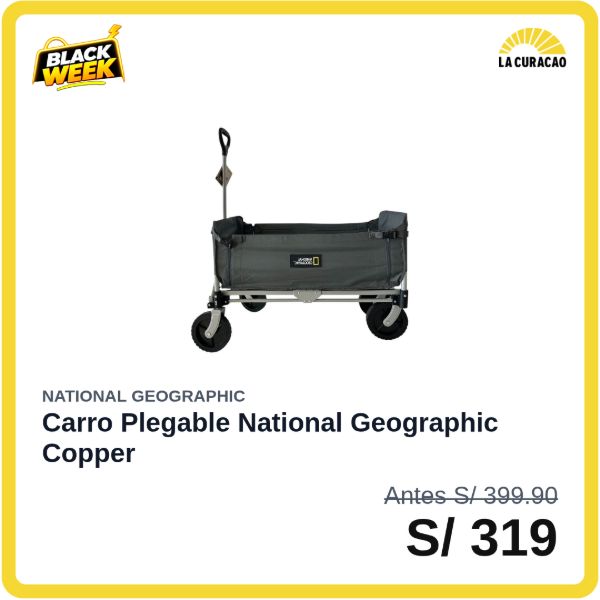 BLACK
WEEK
LA CURACAO
NATIONAL GEOGRAPHIC
Carro Plegable National Geographic
Copper
Antes S/ 399.90
S/ 319